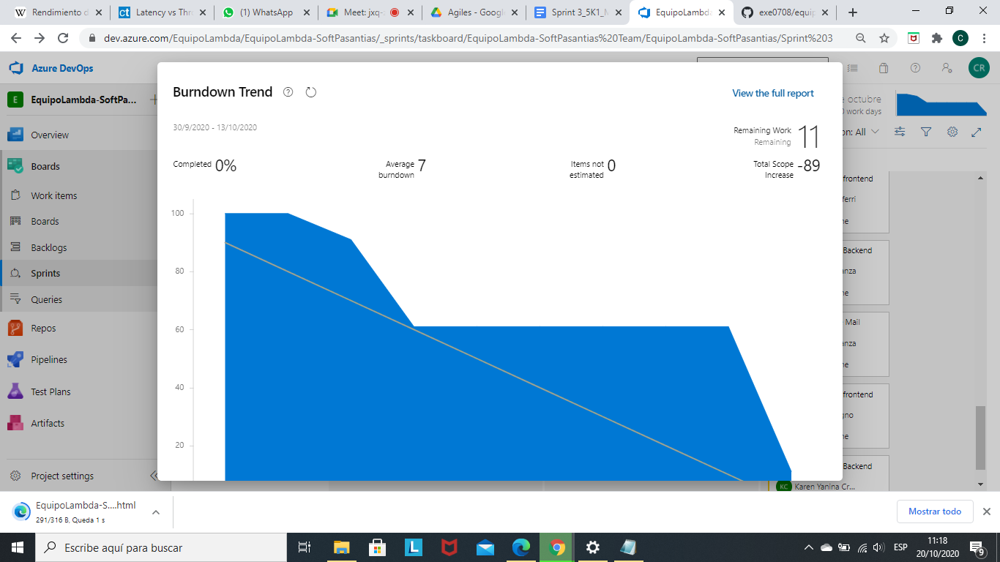 Rendimiento d
Latency vs Thr
(1) WhatsApp
Meet: jxq-
Agiles - Googl
Sprint 3_5K1_M
EquipoLambda
exe0708/equip
dev.azure.com/EquipoLambda/EquipoLambda-SoftPasantias/_sprints/taskboard/EquipoLambda-SoftPasantias%20Team/EquipoLambda-SoftPasantias/Sprint%203
C
Azure DevOps
CR
E EquipoLambda-SoftPa...
Overview
Boards
Work items
Boards
Backlogs
Sprints
Queries
Repos
Pipelines
Test Plans
Artifacts
Project settings
Burndown Trend
View the full report
30/9/2020 - 13/10/2020
Remaining Work
Remaining
11
Completed 0%
Average
burndown
7
Items not
estimated
0
Total Scope
Increase
-89
100
80
60
40
20
e octubre
0 work days
on: All
frontend
ferri
ne
Backend
anza
ne
Mail
anza
ne
frontend
gno
ne
Backend
KC Karen Yanina Cr...
EquipoLambda-S....html
291/316 B, Queda 1 s
Mostrar todo
Escribe aquí para buscar
L
ESP
11:18
20/10/2020
9